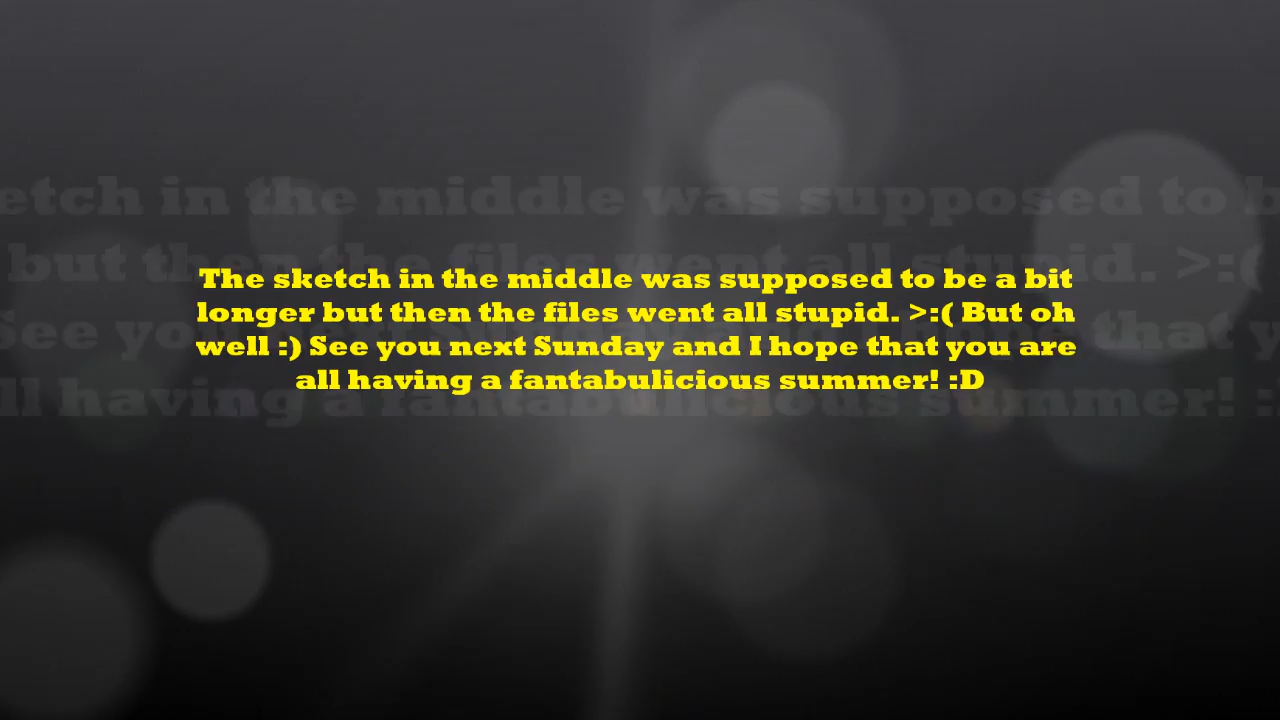 The sketch in the middle was supposed to be a bit
longer but then the files went all stupid. >:( But oh
well :) See you next Sunday and I hope that you are
all having a fantabulicious summer! :D